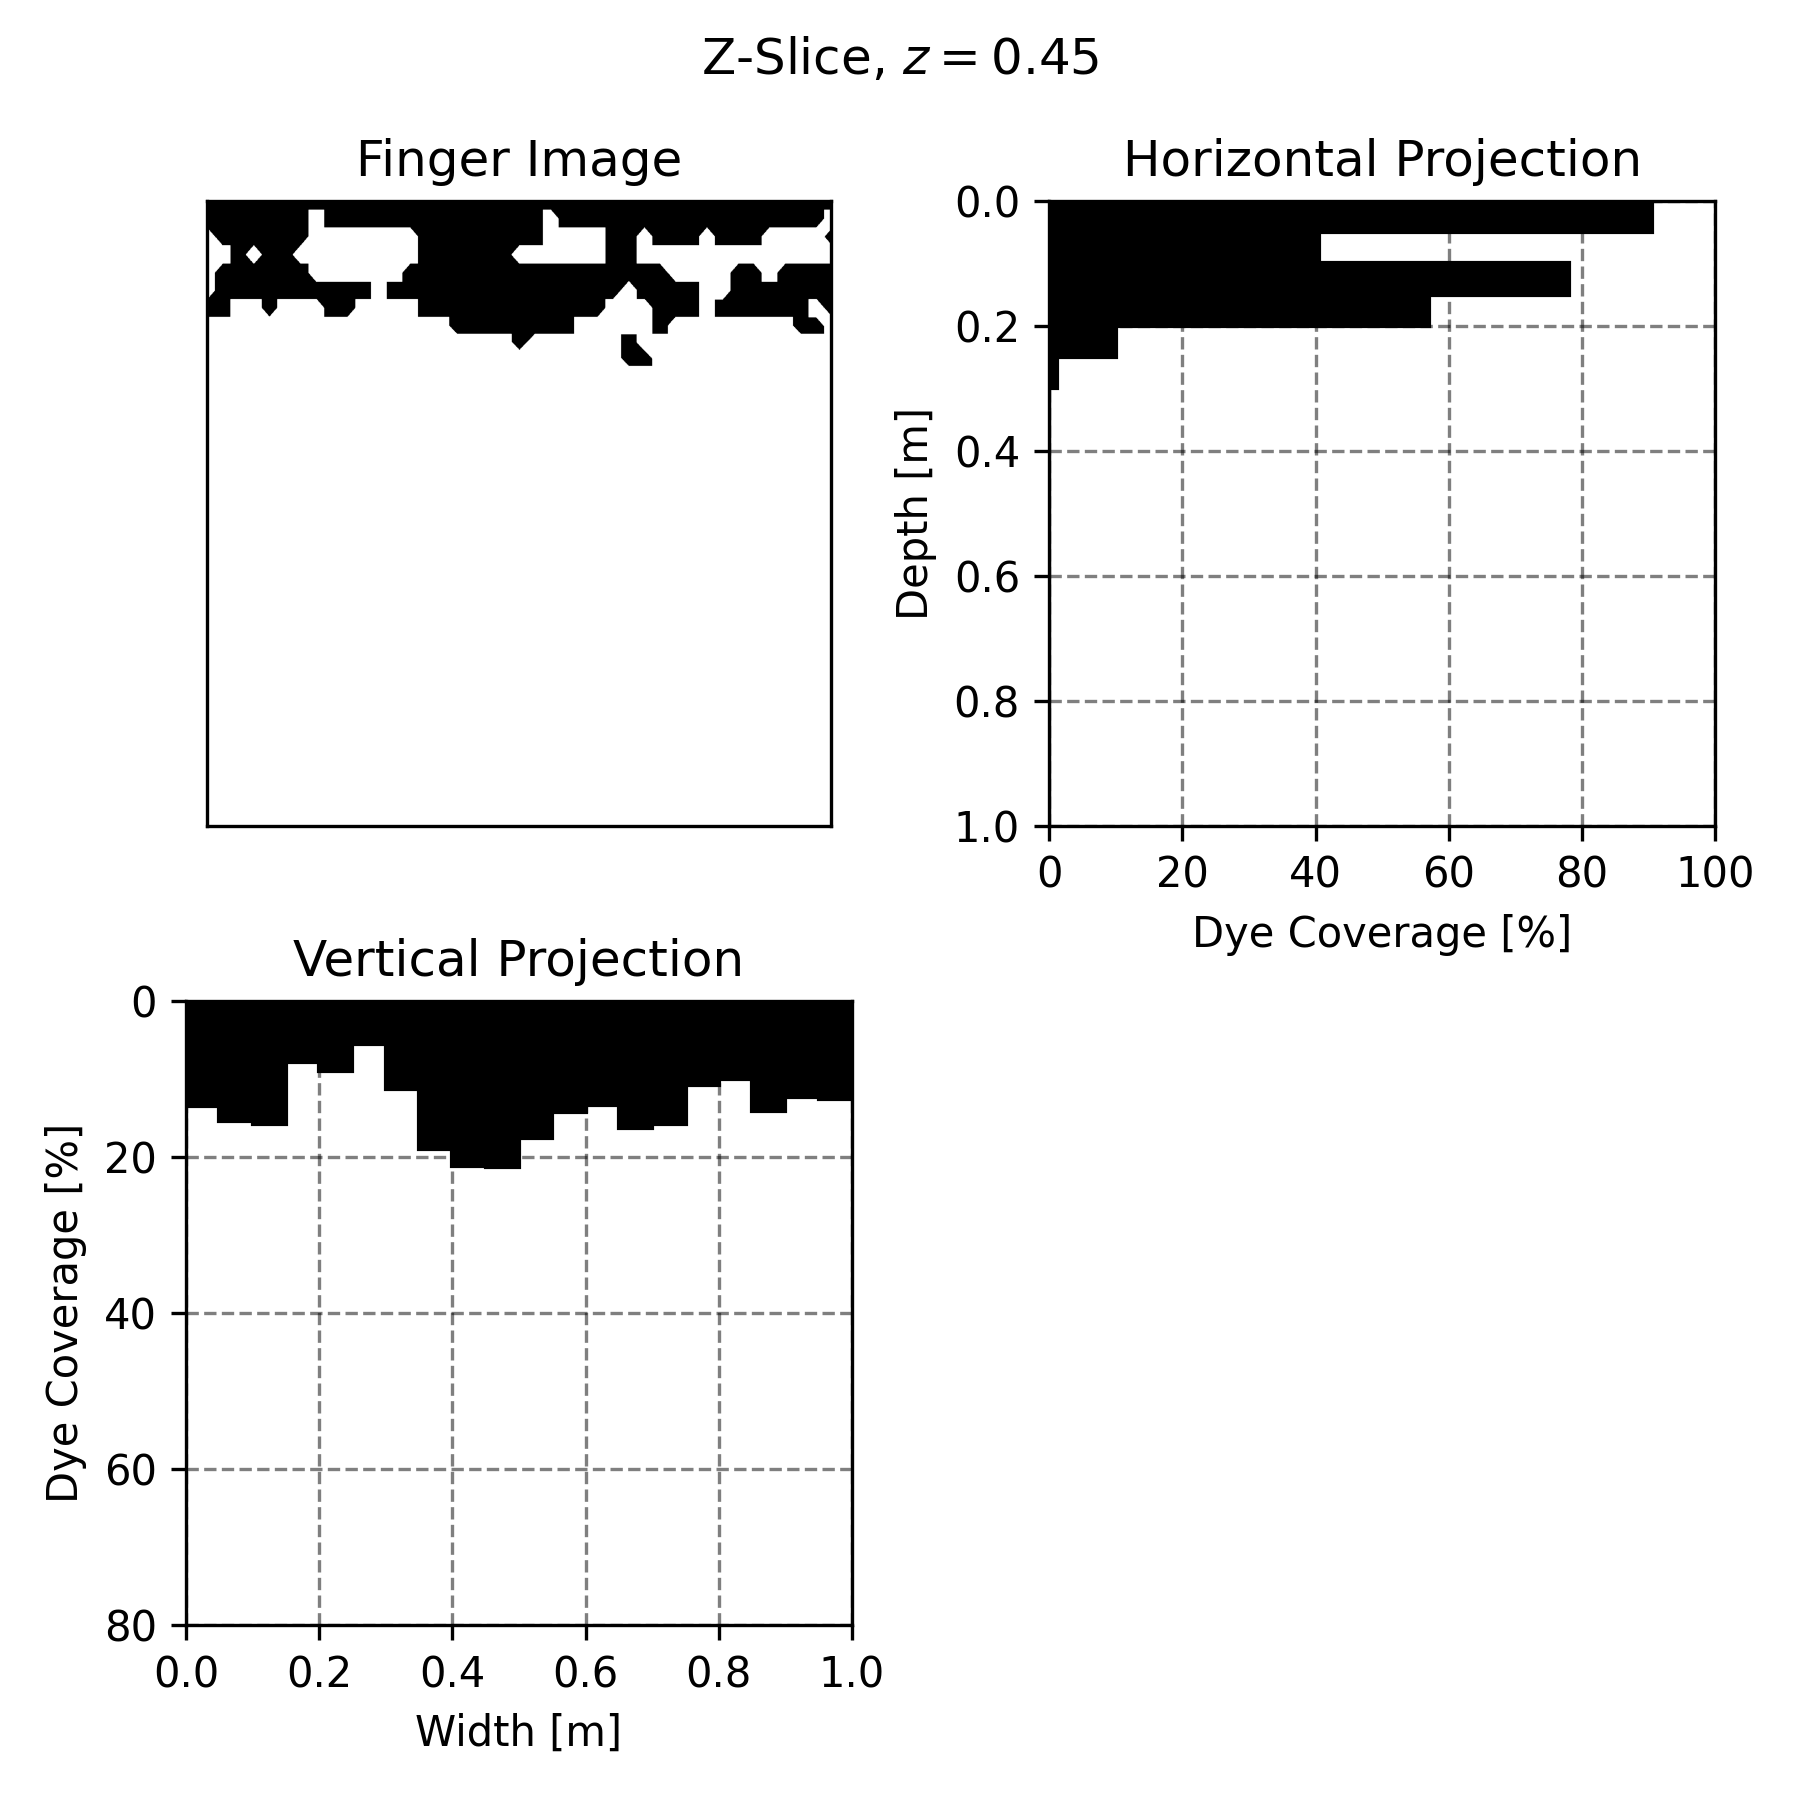 Z-Slice, z = 0.45
Finger Image
Horizontal Projection
0.0
0.2
0.4
0.6
0.8
1.0
Depth [m]
0 20 40 60 80 100
Dye Coverage [%]
Vertical Projection
0
20
40
60
80
Dye Coverage [%]
0.0 0.2 0.4 0.6 0.8 1.0
Width [m]